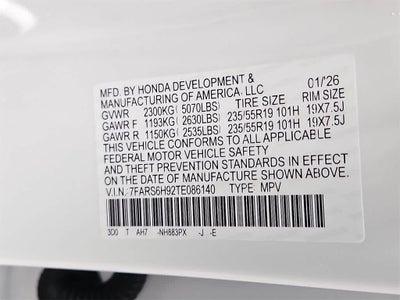 MFD. BY HONDA DEVELOPMENT & 01/'26
MANUFACTURING OF AMERICA, LLC
GVWR 2300KG ( 5070LBS) TIRE SIZE RIM SIZE
GAWR F 1193KG ( 2630LBS) 235/55R19 101H 19X7.5J
GAWR R 1150KG ( 2535LBS) 235/55R19 101H 19X7.5J
THIS VEHICLE CONFORMS TO ALL APPLICABLE
FEDERAL MOTOR VEHICLE SAFETY, BUMPER, AND
THEFT PREVENTION STANDARDS IN EFFECT
ON THE DATE OF MANUFACTURE SHOWN ABOVE.
V.I.N. 7FARS6H92TE086140 TYPE MPV
3D0 T AH7 -NH883PX -J -E